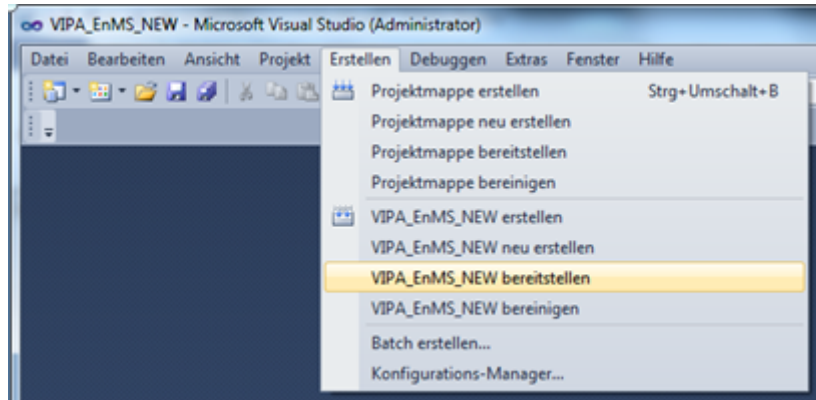 VIPA_EnMS_NEW - Microsoft Visual Studio (Administrator)
Datei Bearbeiten Ansicht Projekt Erstellen Debuggen Extras Fenster Hilfe
Projektmappe erstellen Strg+Umschalt+B
Projektmappe neu erstellen
Projektmappe bereitstellen
Projektmappe bereinigen
VIPA_EnMS_NEW erstellen
VIPA_EnMS_NEW neu erstellen
VIPA_EnMS_NEW bereitstellen
VIPA_EnMS_NEW bereinigen
Batch erstellen...
Konfigurations-Manager...